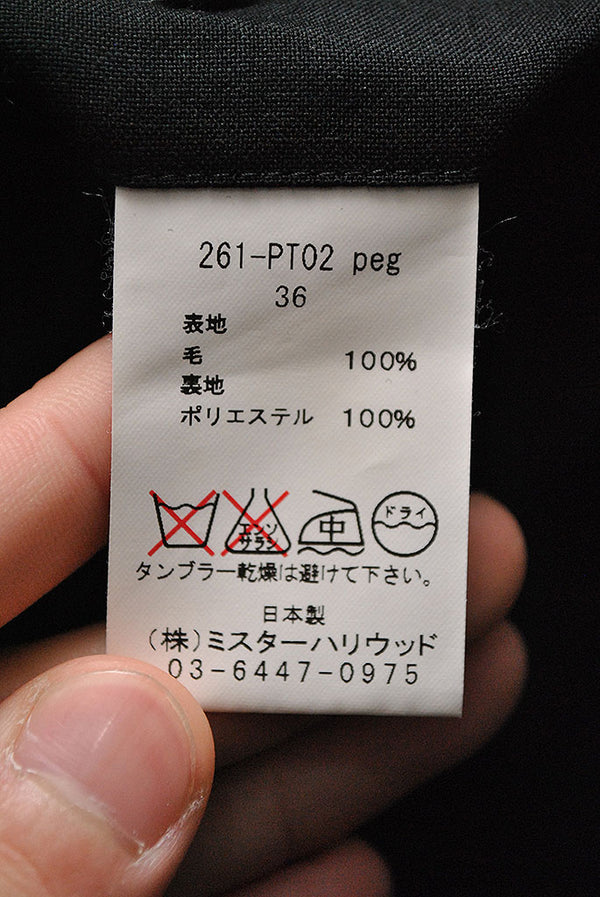 261-PT02 peg
36
表地
毛 100%
裏地
ポリエステル 100%
エンソ サラシ 中 ドライ
タンブラー乾燥は避けて下さい。
日本製
(株)ミスターハリウッド
03-6447-0975